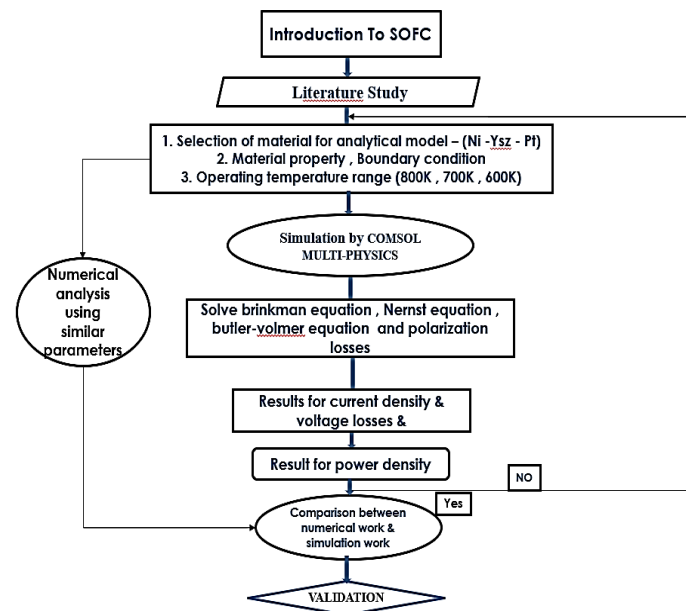 Introduction To SOFC
Literature Study
1. Selection of material for analytical model – (Ni -Ysz - Pt)
2. Material property , Boundary condition
3. Operating temperature range (800K , 700K , 600K)
Simulation by COMSOL
MULTI-PHYSICS
Numerical
analysis
using
similar
parameters
Solve brinkman equation , Nernst equation ,
butler-volmer equation and polarization
losses
Results for current density &
voltage losses &
Result for power density
NO
Yes
Comparison between
numerical work &
simulation work
VALIDATION